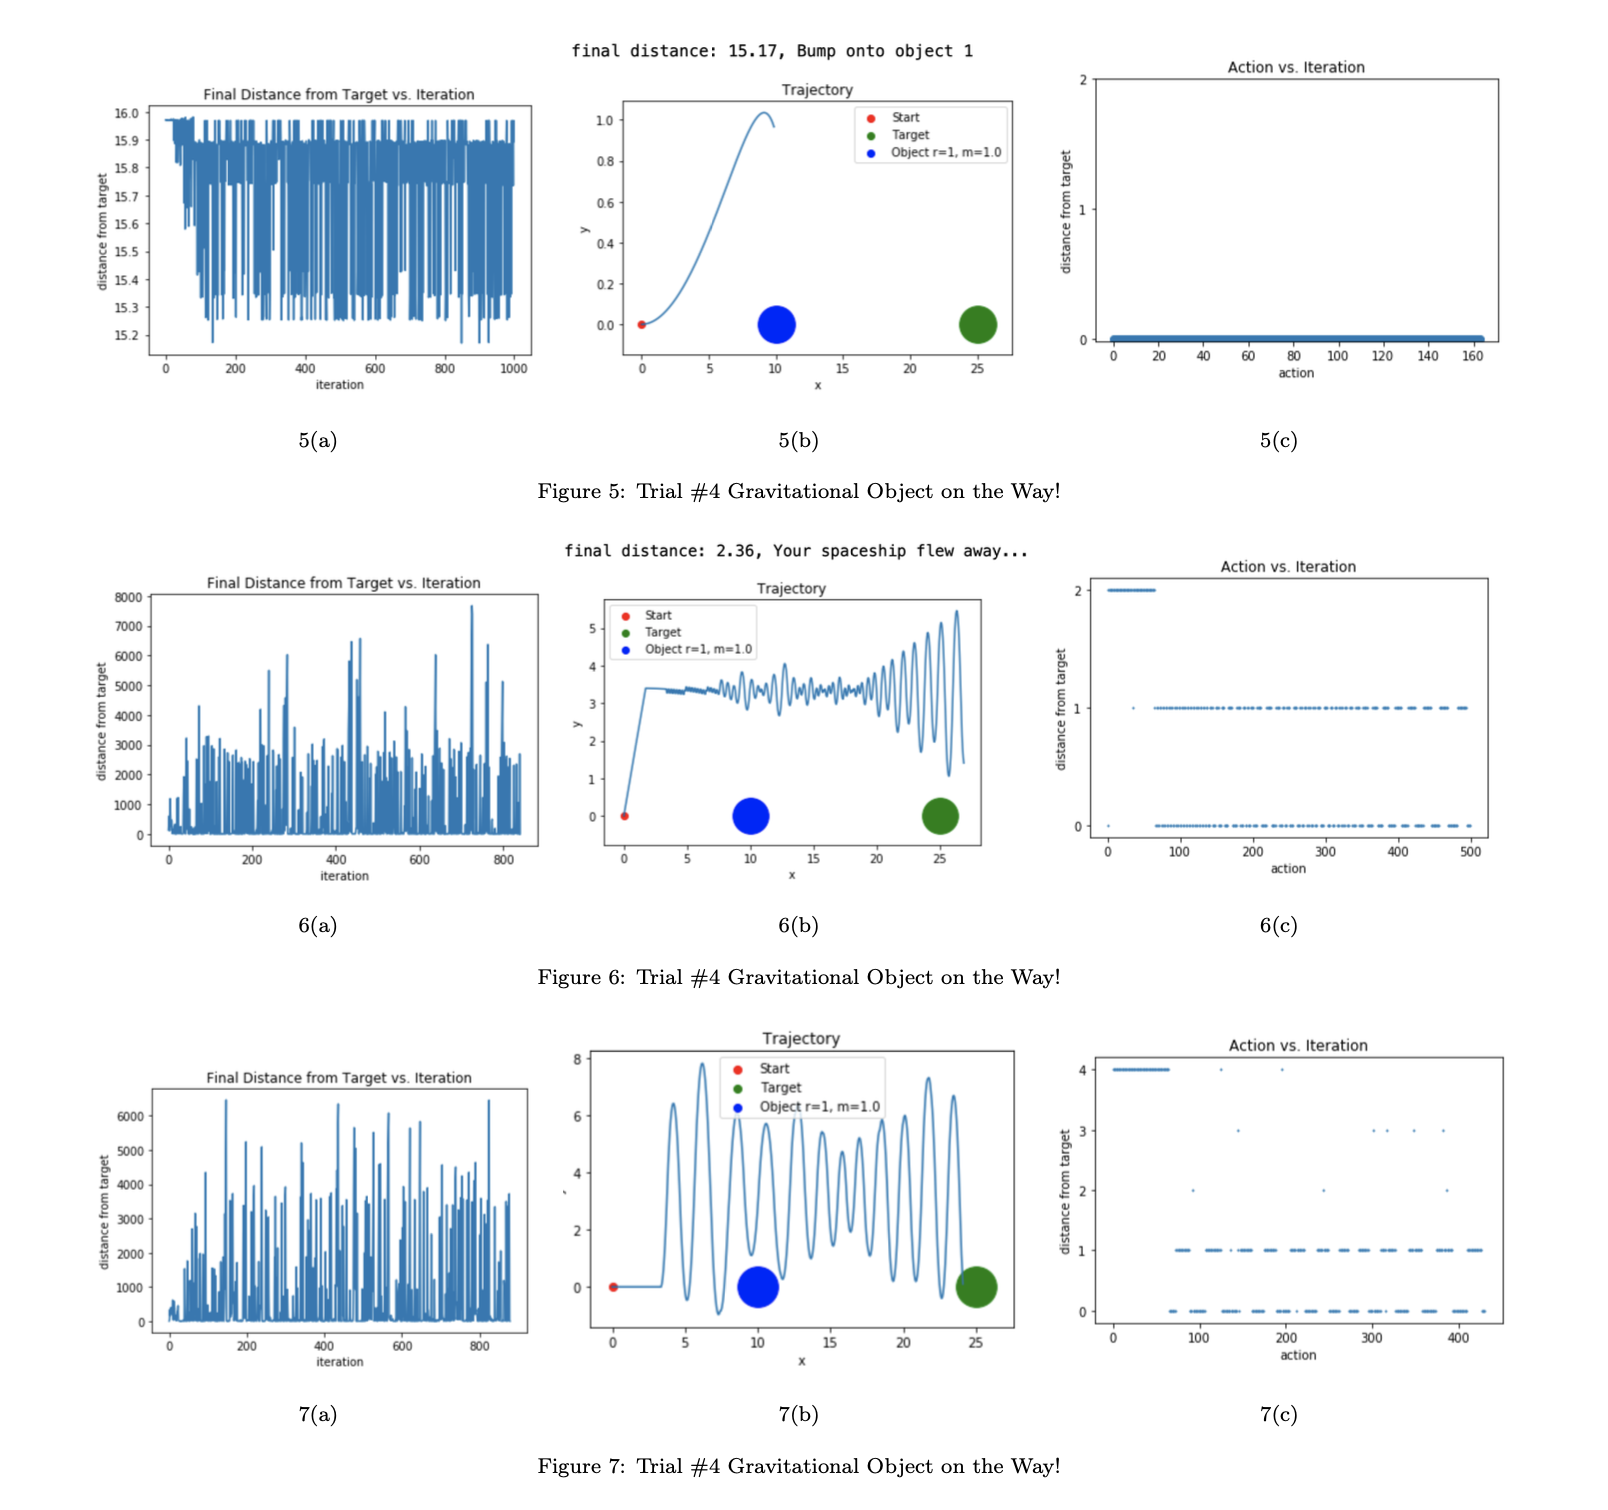 final distance: 15.17, Bump onto object 1
Final Distance from Target vs. Iteration
16.0
15.9
15.8
15.7
15.6
15.5
15.4
15.3
15.2
distance from target
0 200 400 600 800 1000
iteration
Trajectory
Start
Target
Object r=1, m=1.0
1.0
0.8
0.6
0.4
0.2
0.0
y
0 5 10 15 20 25
x
Action vs. Iteration
2
1
0
distance from target
0 20 40 60 80 100 120 140 160
action
5(a) 5(b) 5(c)
Figure 5: Trial #4 Gravitational Object on the Way!
final distance: 2.36, Your spaceship flew away...
Final Distance from Target vs. Iteration
8000
7000
6000
5000
4000
3000
2000
1000
0
distance from target
0 200 400 600 800
iteration
Trajectory
Start
Target
Object r=1, m=1.0
5
4
3
2
1
0
y
0 5 10 15 20 25
x
Action vs. Iteration
2
1
0
distance from target
0 100 200 300 400 500
action
6(a) 6(b) 6(c)
Figure 6: Trial #4 Gravitational Object on the Way!
Final Distance from Target vs. Iteration
6000
5000
4000
3000
2000
1000
0
distance from target
0 200 400 600 800
iteration
Trajectory
Start
Target
Object r=1, m=1.0
8
6
4
2
0
0 5 10 15 20 25
x
Action vs. Iteration
4
3
2
1
0
distance from target
0 100 200 300 400
action
7(a) 7(b) 7(c)
Figure 7: Trial #4 Gravitational Object on the Way!